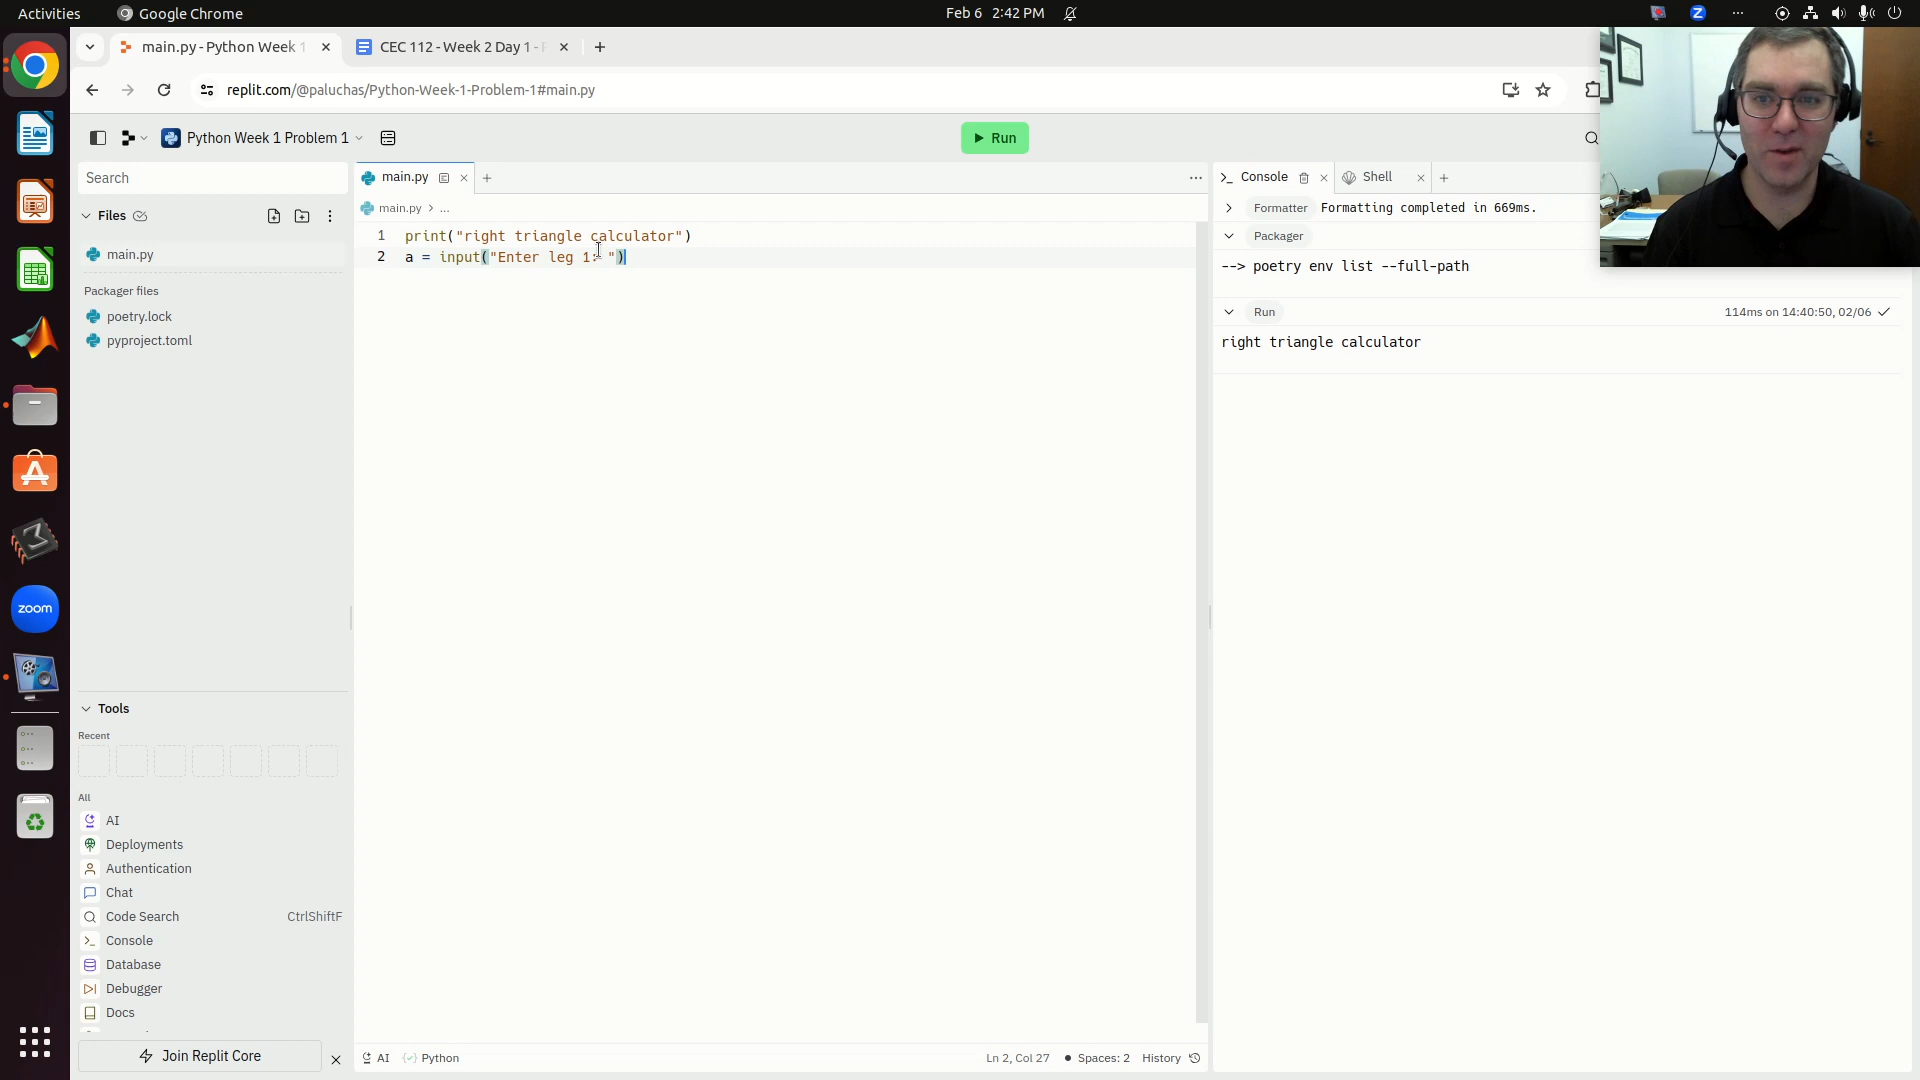 Activities
Google Chrome
Feb 6 2:42 PM
main.py - Python Week 1
CEC 112 - Week 2 Day 1 -
replit.com/@paluchas/Python-Week-1-Problem-1#main.py
Python Week 1 Problem 1
Run
Search
main.py
Console
Shell
Files
main.py > ...
Formatter Formatting completed in 669ms.
main.py
1 print("right triangle calculator")
2 a = input("Enter leg 1: ")
Packager
--> poetry env list --full-path
Packager files
poetry.lock
pyproject.toml
Run
114ms on 14:40:50, 02/06
right triangle calculator
zoom
Tools
Recent
All
AI
Deployments
Authentication
Chat
Code Search CtrlShiftF
Console
Database
Debugger
Docs
Join Replit Core
AI
Python
Ln 2, Col 27
Spaces: 2
History